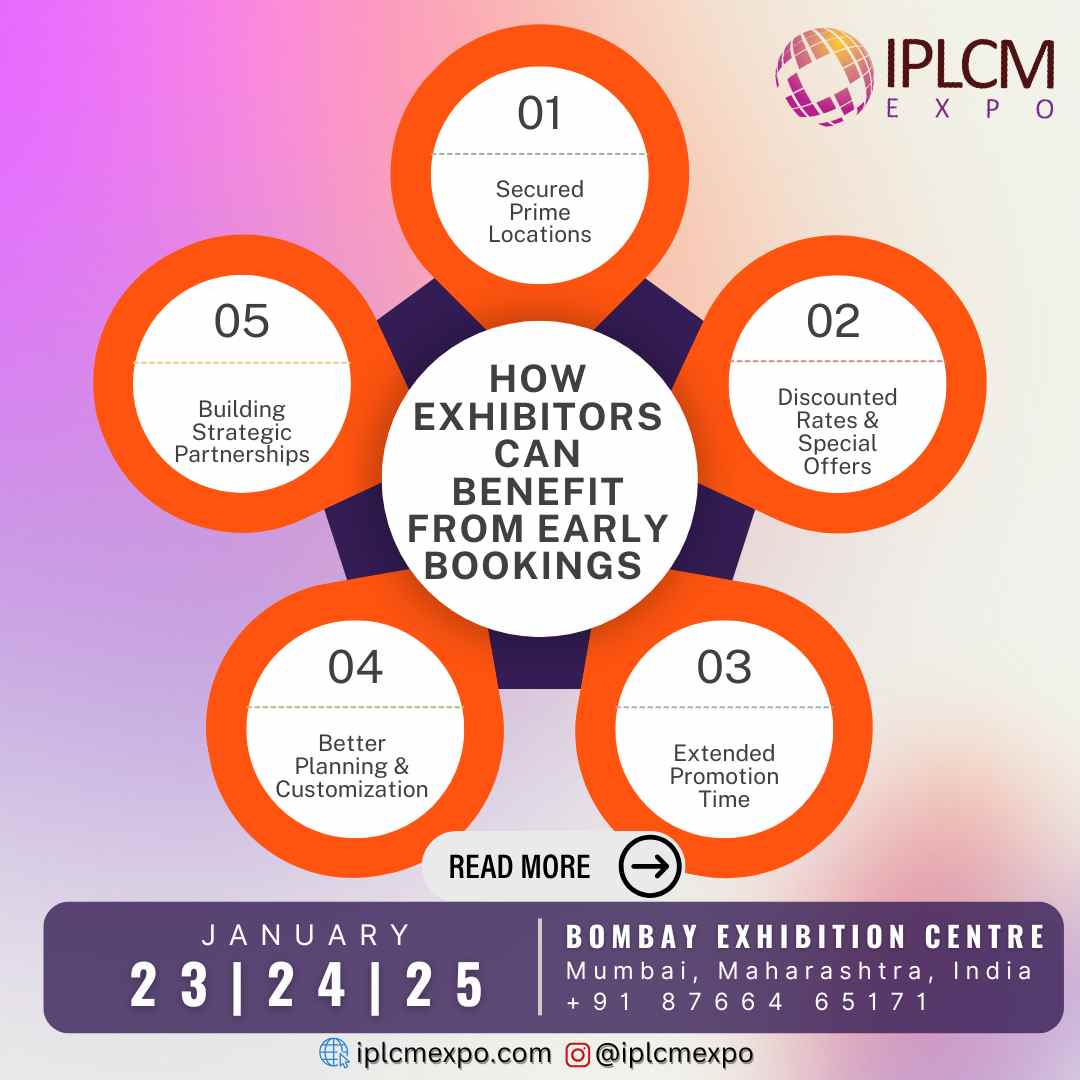 IPLCM
EXPO
HOW
EXHIBITORS
CAN
BENEFIT
FROM EARLY
BOOKINGS
01
Secured
Prime
Locations
02
Discounted
Rates &
Special
Offers
03
Extended
Promotion
Time
04
Better
Planning &
Customization
05
Building
Strategic
Partnerships
READ MORE
JANUARY
23|24|25
BOMBAY EXHIBITION CENTRE
Mumbai, Maharashtra, India
+91 87664 65171
iplcmexpo.com @iplcmexpo